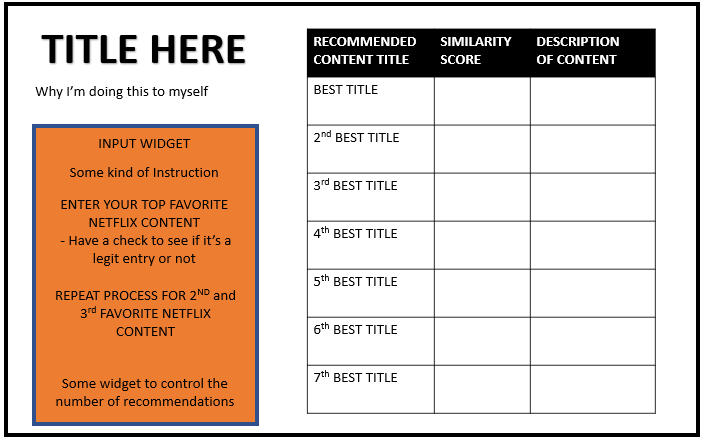 TITLE HERE
Why I'm doing this to myself
INPUT WIDGET
Some kind of Instruction
ENTER YOUR TOP FAVORITE
NETFLIX CONTENT
- Have a check to see if it's a
legit entry or not
REPEAT PROCESS FOR 2ND and
3rd FAVORITE NETFLIX
CONTENT
Some widget to control the
number of recommendations
RECOMMENDED CONTENT TITLE
SIMILARITY SCORE
DESCRIPTION OF CONTENT
BEST TITLE
2nd BEST TITLE
3rd BEST TITLE
4th BEST TITLE
5th BEST TITLE
6th BEST TITLE
7th BEST TITLE